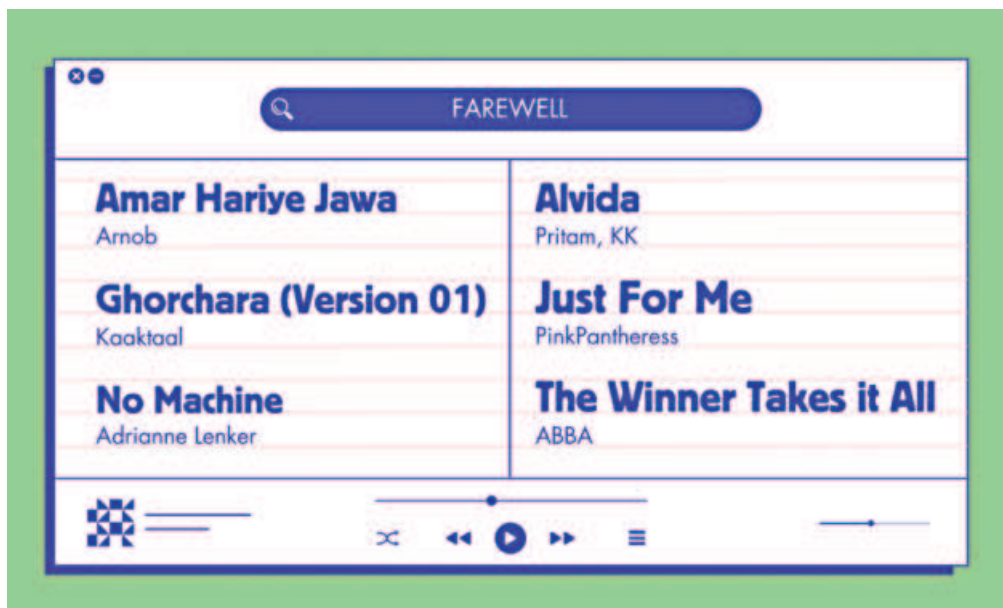 FAREWELL
Amar Hariye Jawa
Arnob
Ghorchara (Version 01)
Kaaktaal
No Machine
Adrianne Lenker
Alvida
Pritam, KK
Just For Me
PinkPantheress
The Winner Takes it All
ABBA